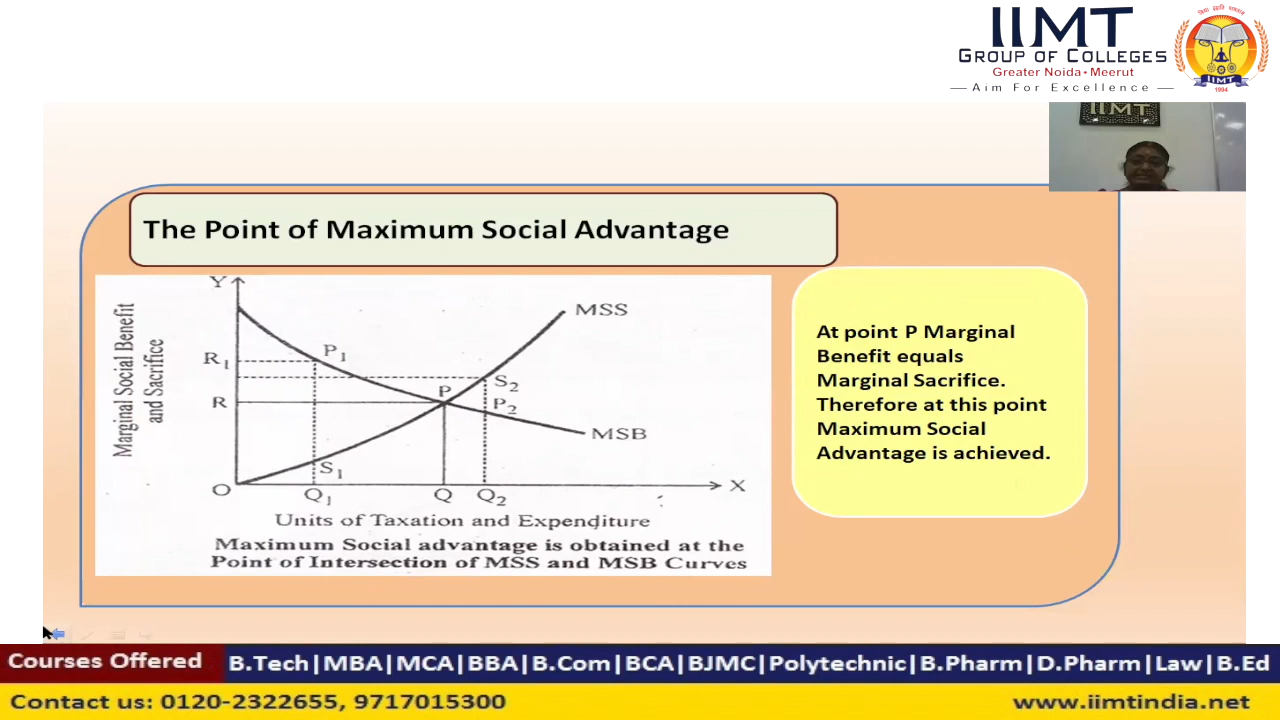 IIMT
GROUP OF COLLEGES
Greater Noida • Meerut
— Aim For Excellence —
IIMT
1994
IIMT
The Point of Maximum Social Advantage
Y
Marginal Social Benefit
and Sacrifice
MSS
P1
R1
S2
P
P2
R
MSB
S1
O
Q1
Q
Q2
X
Units of Taxation and Expenditure
Maximum Social advantage is obtained at the
Point of Intersection of MSS and MSB Curves
At point P Marginal
Benefit equals
Marginal Sacrifice.
Therefore at this point
Maximum Social
Advantage is achieved.
Courses Offered
B.Tech|MBA|MCA|BBA|B.Com|BCA|BJMC|Polytechnic|B.Pharm|D.Pharm|Law|B.Ed
Contact us: 0120-2322655, 9717015300
www.iimtindia.net